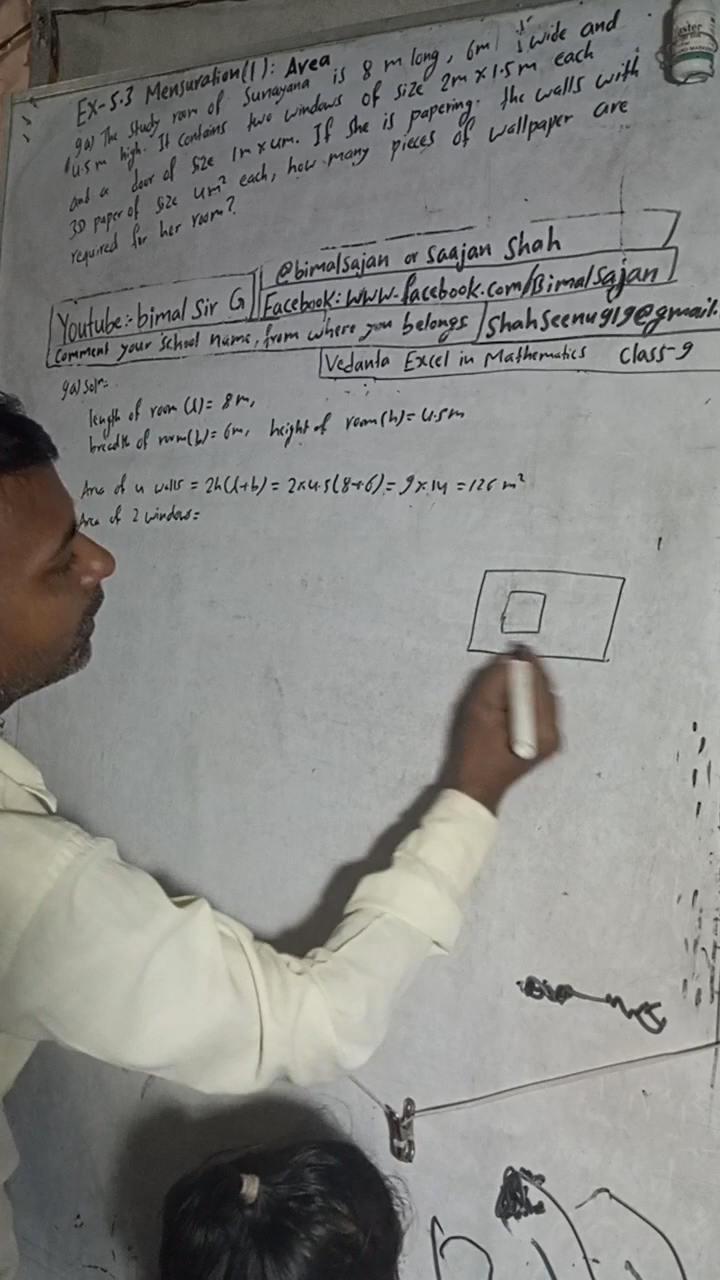 Ex-5.3 Mensuration(1): Area
9a) The study room of Sunayana is 8 m long, 6m wide and
4.5 m high. It contains two windows of size 2m x 1.5m each
and a door of size 1m x 4m. If she is papering. the walls with
3D paper of size 4m² each, how many pieces of wallpaper are
required for her room?
@bimalsajan or Saajan Shah
Youtube:- bimal Sir G
Facebook: www.facebook.com/Bimalsajan
Comment your School name, from where you belongs
Shahseenu919@gmail.
Vedanta Excel in Mathematics Class-9
9a) Solⁿ:-
length of room (l) = 8m,
breadth of room(b) = 6m, height of room(h) = 4.5m
Area of 4 walls = 2h(l+b) = 2x4.5(8+6) = 9x14 = 126 m²
Area of 2 windows=